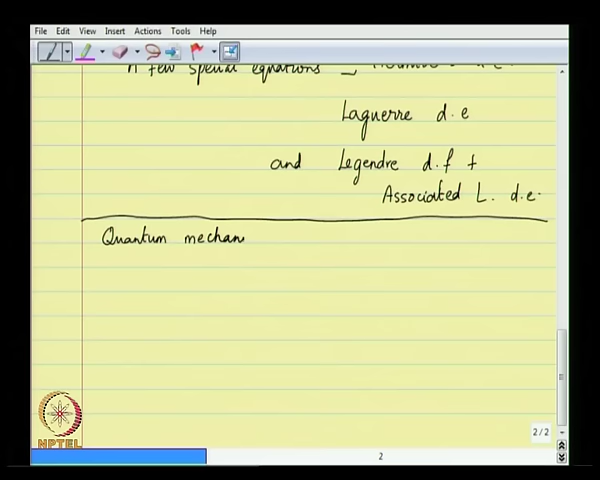 File Edit View Insert Actions Tools Help
few special equations
Laguerre d.e
and Legendre d.f +
Associated L. d.e.
Quantum mechan
2/2
NPTEL
2